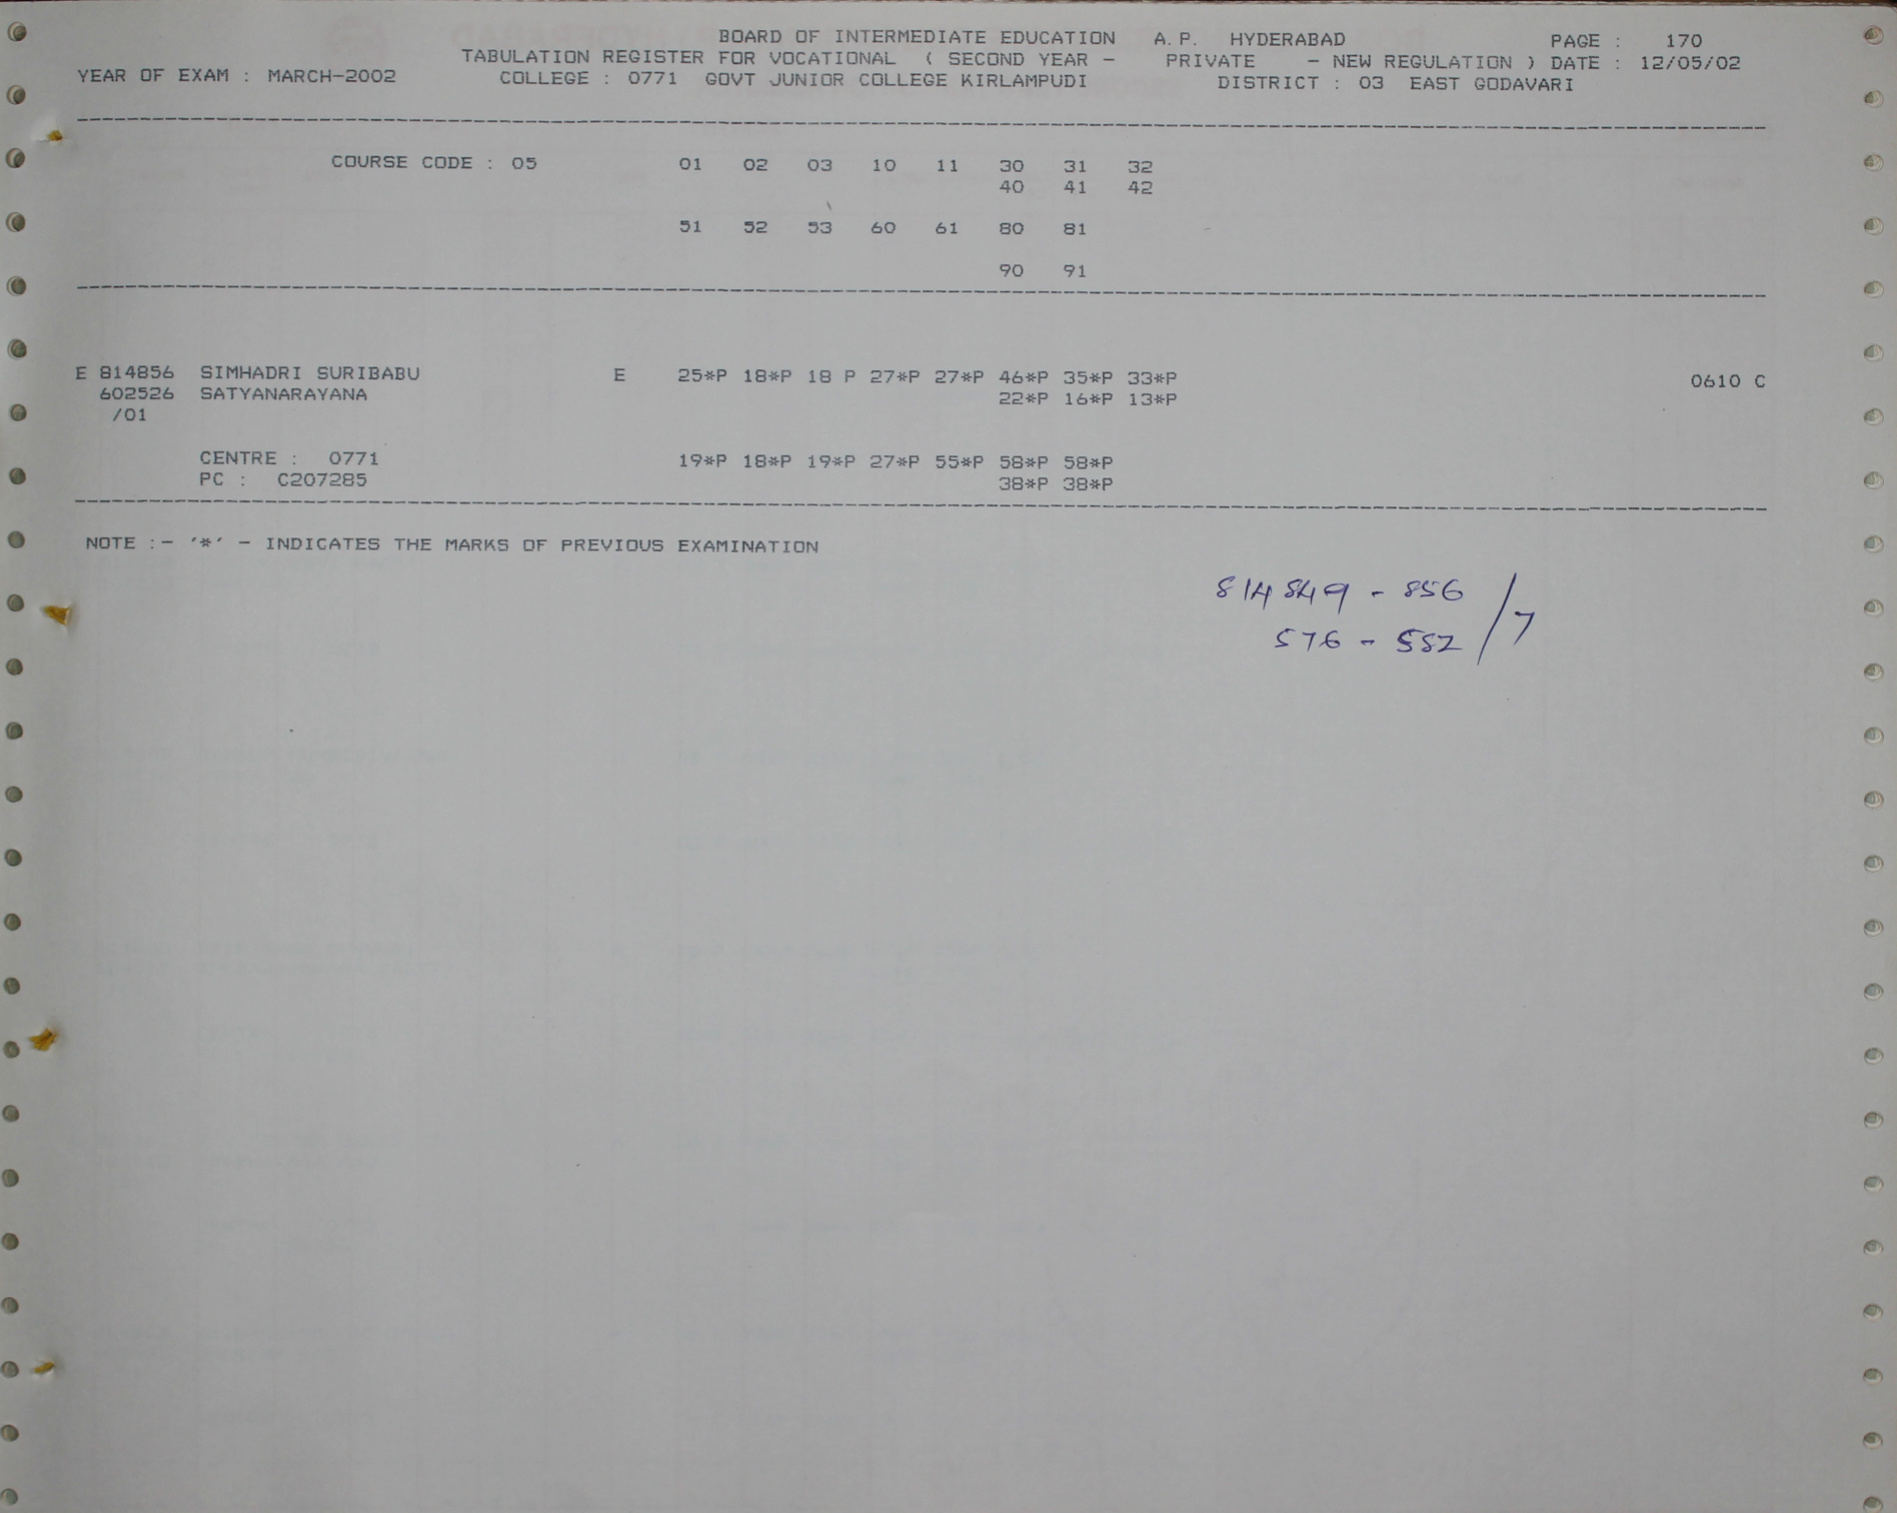 BOARD OF INTERMEDIATE EDUCATION A.P. HYDERABAD PAGE : 170
TABULATION REGISTER FOR VOCATIONAL ( SECOND YEAR - PRIVATE - NEW REGULATION ) DATE : 12/05/02
YEAR OF EXAM : MARCH-2002 COLLEGE : 0771 GOVT JUNIOR COLLEGE KIRLAMPUDI DISTRICT : 03 EAST GODAVARI
COURSE CODE : 05 01 02 03 10 11 30 31 32
40 41 42
51 52 53 60 61 80 81
90 91
E 814856 SIMHADRI SURIBABU E 25*P 18*P 18 P 27*P 27*P 46*P 35*P 33*P 0610 C
602526 SATYANARAYANA 22*P 16*P 13*P
/01
CENTRE : 0771 19*P 18*P 19*P 27*P 55*P 58*P 58*P
PC : C207285 38*P 38*P
NOTE :- '*' - INDICATES THE MARKS OF PREVIOUS EXAMINATION
814849 - 856
576 - 582 / 7